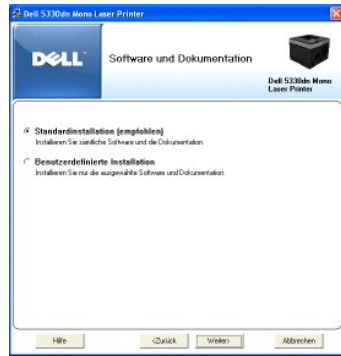 Dell 5330dn Mono Laser Printer
DELL
Software und Dokumentation
Dell 5330dn Mono
Laser Printer
Standardinstallation (empfohlen)
Installieren Sie sämtliche Software und die Dokumentation.
Benutzerdefinierte Installation
Installieren Sie nur die ausgewählte Software und Dokumentation.
Hilfe
<Zurück
Weiter>
Abbrechen